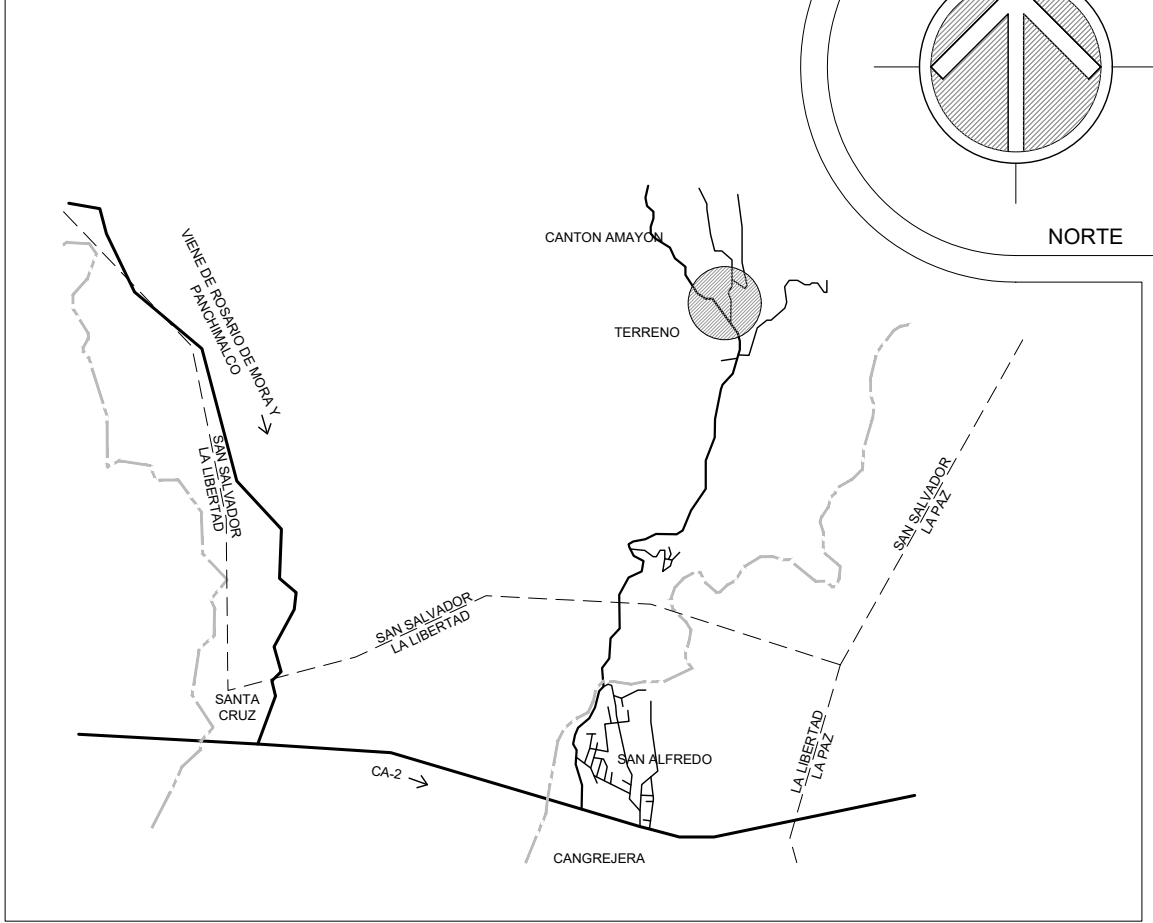 NORTE
CANTON AMAYON
VIENE DE ROSARIO DE MORA Y
PANCHIMALCO
TERRENO
SAN SALVADOR
LA LIBERTAD
SAN SALVADOR
LA PAZ
SAN SALVADOR
LA LIBERTAD
SANTA
CRUZ
LA LIBERTAD
LA PAZ
SAN ALFREDO
CA-2
CANGREJERA